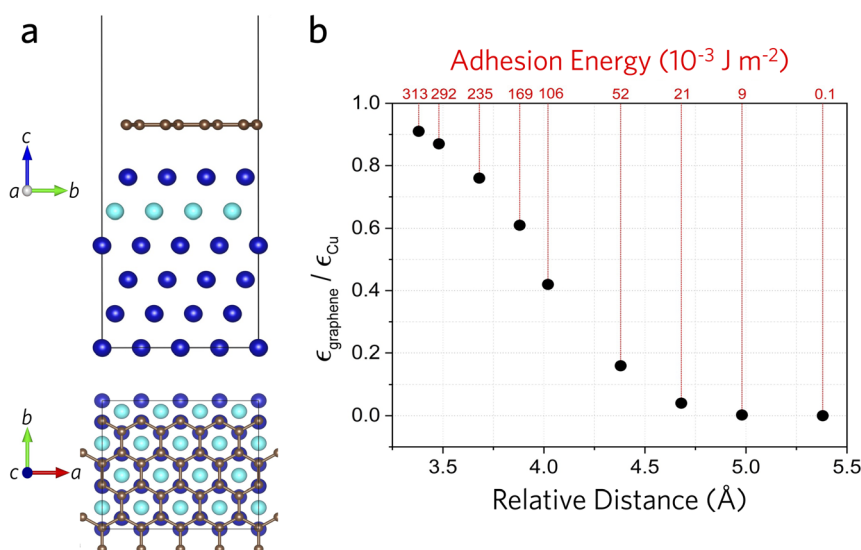 a
c
a
b
b
c
a
b
Adhesion Energy (10⁻³ J m⁻²)
313 292 235 169 106 52 21 9 0.1
1.0
0.8
0.6
0.4
0.2
0.0
ϵgraphene / ϵCu
3.5 4.0 4.5 5.0 5.5
Relative Distance (Å)